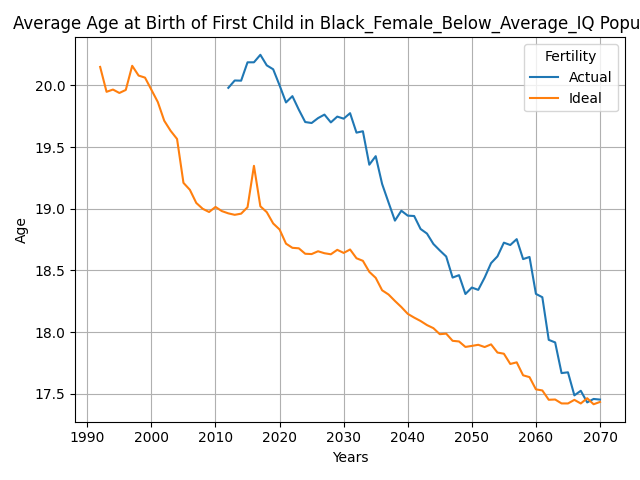 Average Age at Birth of First Child in Black_Female_Below_Average_IQ Popu
Fertility
Actual
Ideal
20.0
19.5
19.0
18.5
18.0
17.5
Age
1990 2000 2010 2020 2030 2040 2050 2060 2070
Years